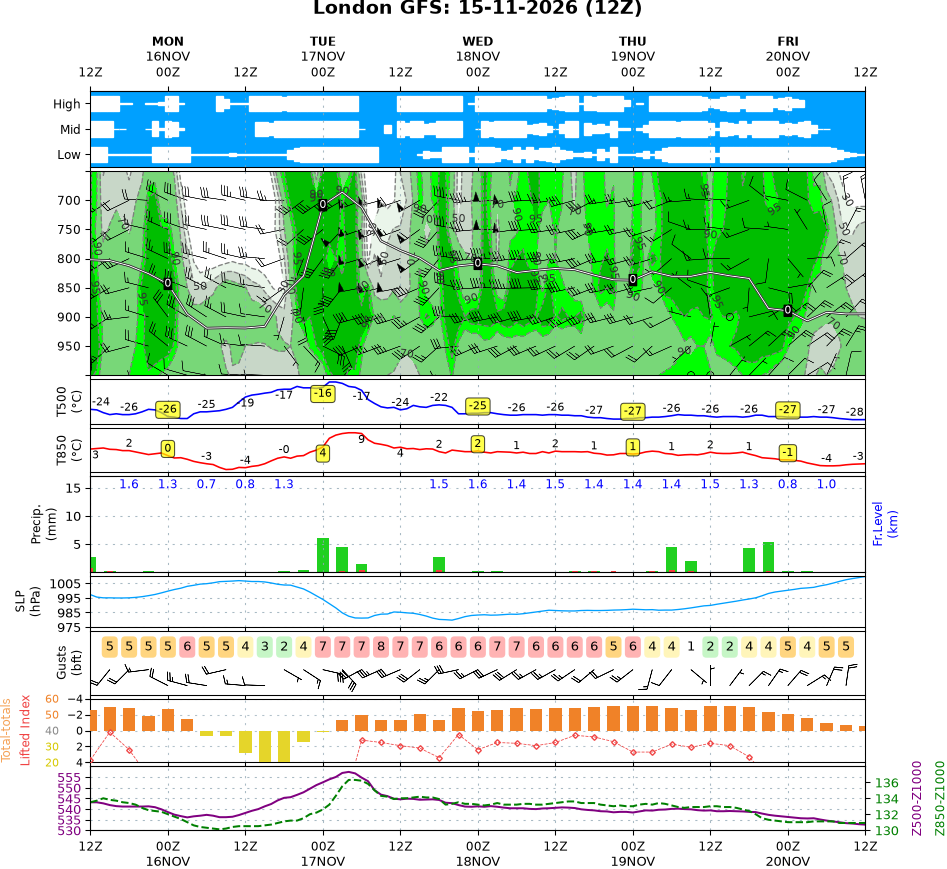 London GFS: 15-11-2026 (12Z)
MON TUE WED THU FRI
16NOV 17NOV 18NOV 19NOV 20NOV
12Z 00Z 12Z 00Z 12Z 00Z 12Z 00Z 12Z 00Z 12Z
High
Mid
Low
700
750
800
850
900
950
0 0 0 0 0
T500 (°C)
-24 -26 -26 -25 -19 -17 -16 -17 -24 -22 -25 -26 -26 -27 -27 -26 -26 -26 -27 -27 -28
T850 (°C)
3 2 0 -3 -4 -0 4 9 4 2 2 1 2 1 1 1 2 1 -1 -4 -3
Precip. (mm)
15
10
5
1.6 1.3 0.7 0.8 1.3 1.5 1.6 1.4 1.5 1.4 1.4 1.4 1.5 1.3 0.8 1.0
Fr.Level (km)
SLP (hPa)
1005
995
985
975
Gusts (bft)
5 5 5 5 6 5 5 4 3 2 4 7 7 7 8 7 7 6 6 6 7 7 6 6 6 6 5 6 4 4 1 2 2 4 4 5 4 5 5
Total-totals
Lifted Index
60 −4
50 −2
40 0
30 2
20 4
555
550
545
540
535
530
136
134
132
130
Z500-Z1000
Z850-Z1000
12Z 00Z 12Z 00Z 12Z 00Z 12Z 00Z 12Z 00Z 12Z
16NOV 17NOV 18NOV 19NOV 20NOV